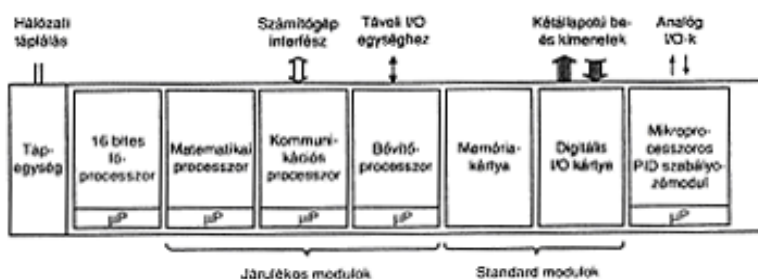 Hálózati
táplálás
Számítógép
interfész
Távoli I/O
egységhez
Kétállapotú be-
és kimenetek
Analóg
I/O-k
Táp-
egység
16 bites
fő-
processzor
µP
Matematikai
processzor
µP
Kommuni-
kációs
processzor
µP
Bővítő-
processzor
µP
Memória-
kártya
Digitális
I/O kártya
Mikropro-
cesszoros
PID szabályo-
zómodul
µP
Járulékos modulok
Standard modulok